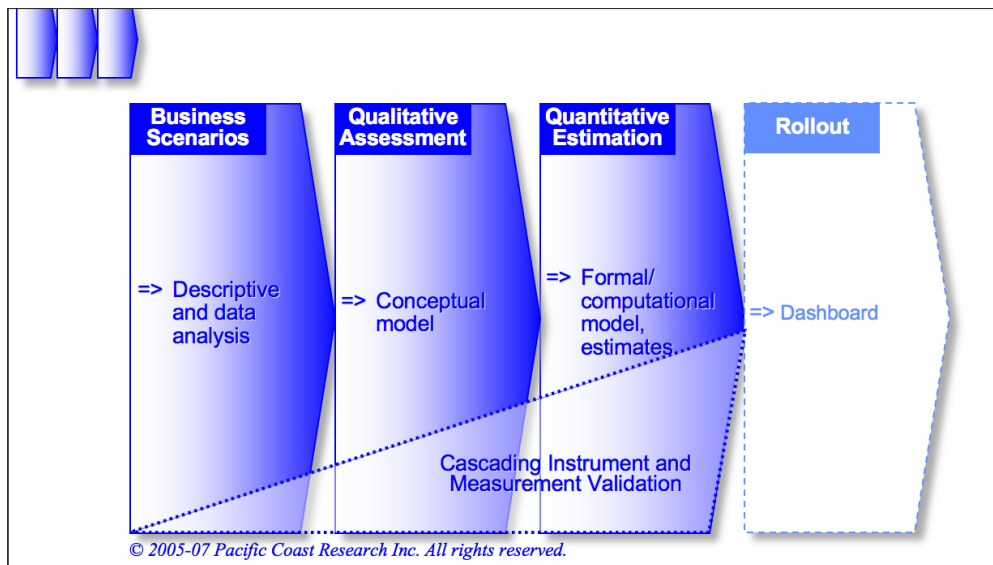 Business
Scenarios
Qualitative
Assessment
Quantitative
Estimation
Rollout
=> Descriptive
and data
analysis
=> Conceptual
model
=> Formal/
computational
model,
estimates
=> Dashboard
Cascading Instrument and
Measurement Validation
© 2005-07 Pacific Coast Research Inc. All rights reserved.